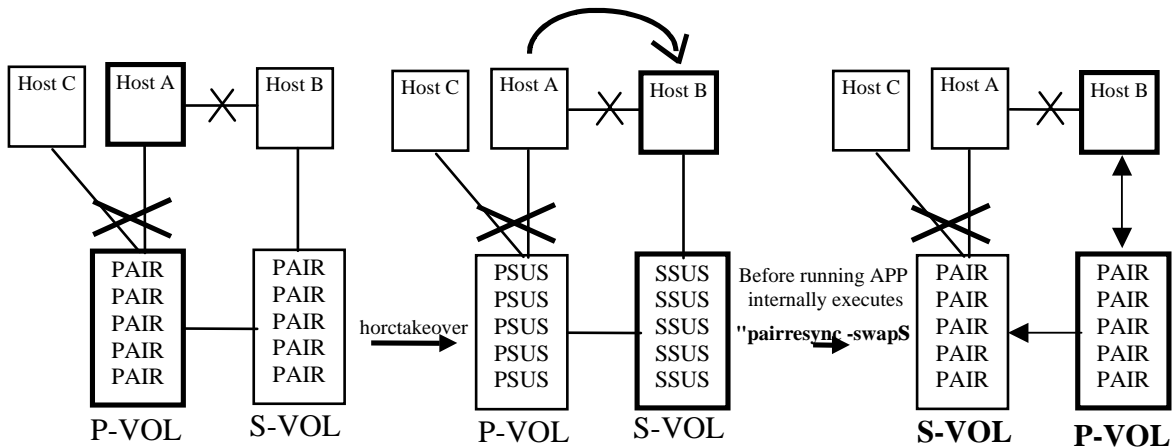 Host C
Host A
Host B
PAIR
PAIR
PAIR
PAIR
PAIR
P-VOL
PAIR
PAIR
PAIR
PAIR
PAIR
S-VOL
horctakeover
Host C
Host A
Host B
PSUS
PSUS
PSUS
PSUS
PSUS
P-VOL
SSUS
SSUS
SSUS
SSUS
SSUS
S-VOL
Before running APP
internally executes
"pairresync -swapS
Host C
Host A
Host B
PAIR
PAIR
PAIR
PAIR
PAIR
S-VOL
PAIR
PAIR
PAIR
PAIR
PAIR
P-VOL